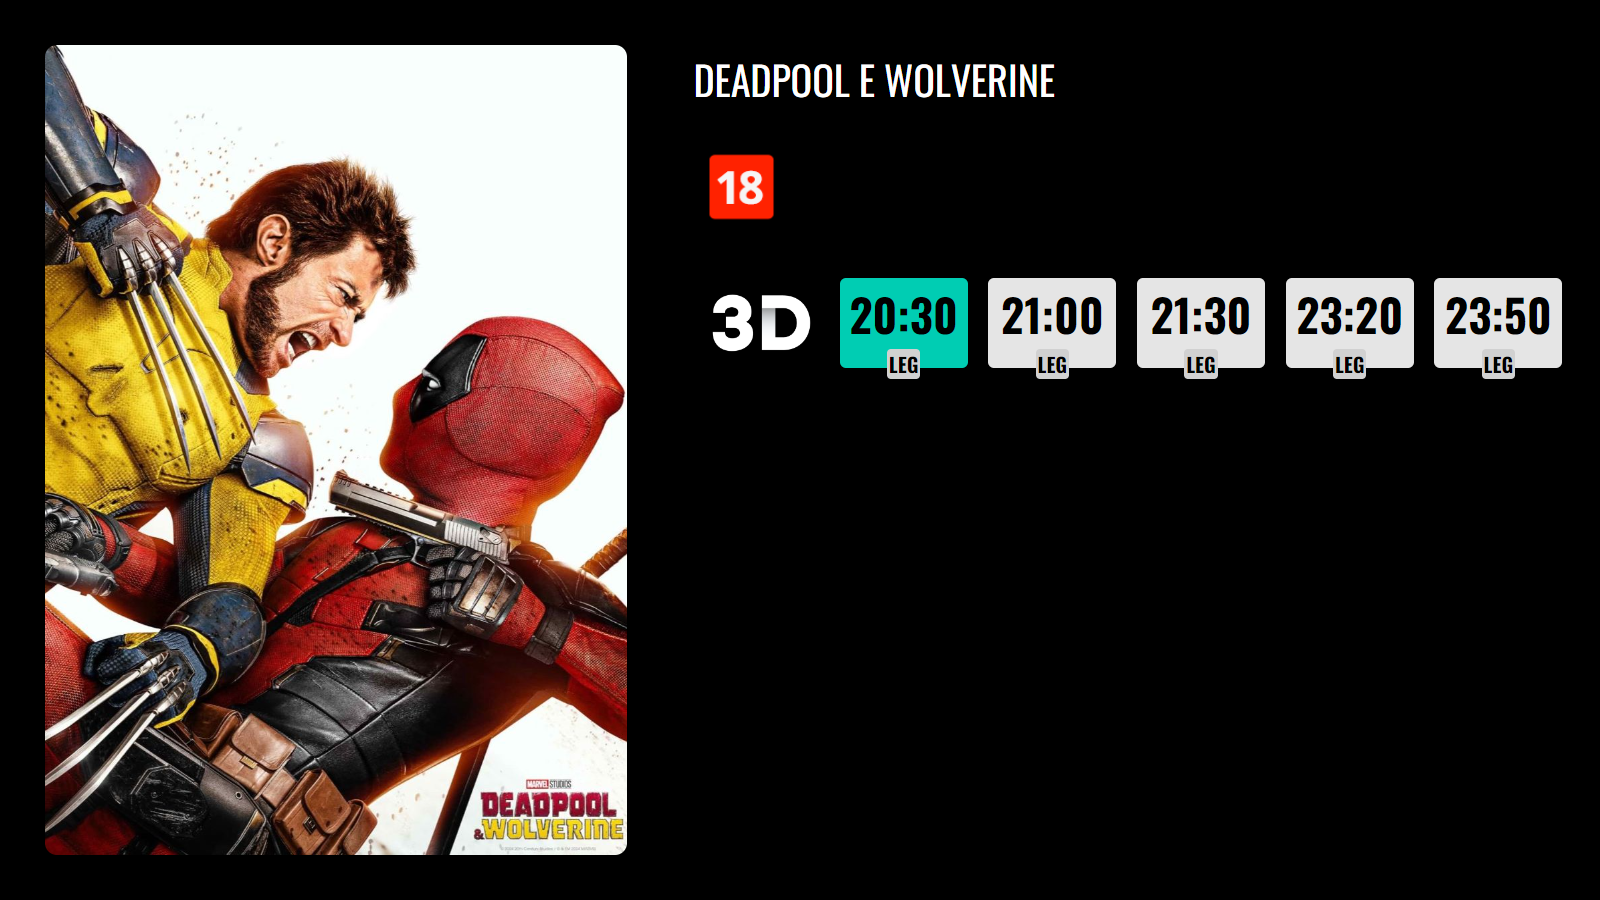 DEADPOOL E WOLVERINE
18
3D 20:30 21:00 21:30 23:20 23:50
LEG LEG LEG LEG LEG
MARVEL STUDIOS
DEADPOOL
&WOLVERINE